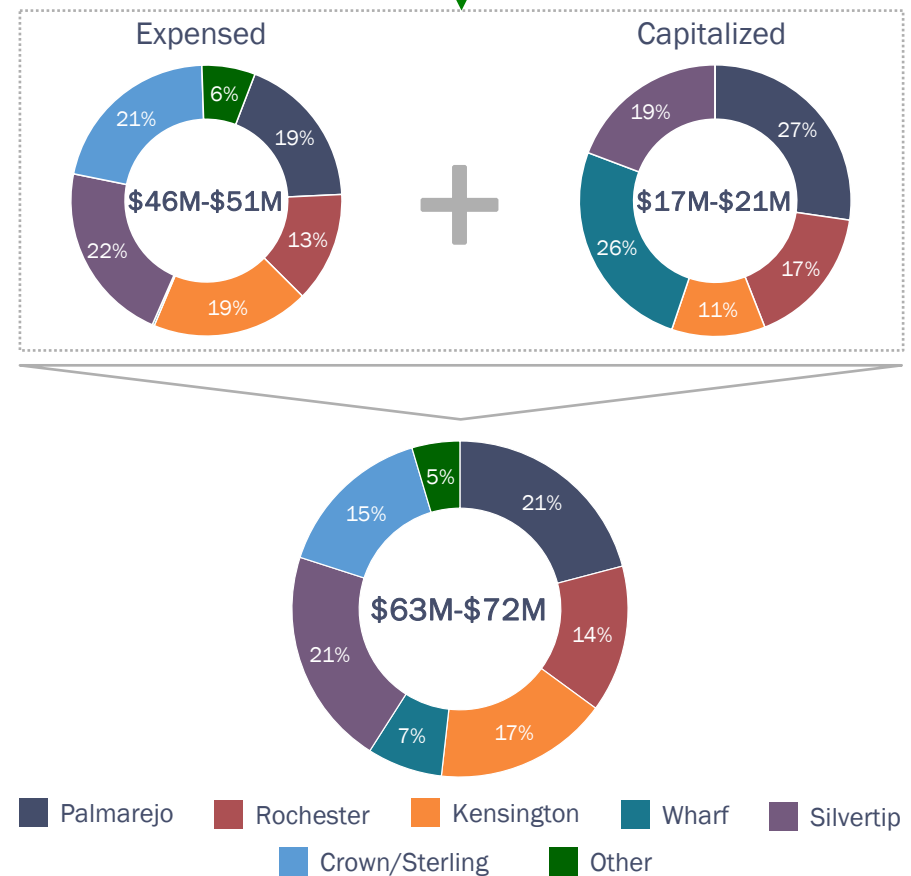 Expensed
Capitalized
6%
19%
13%
19%
22%
21%
$46M-$51M
27%
17%
11%
26%
19%
$17M-$21M
5%
21%
14%
17%
7%
21%
15%
$63M-$72M
Palmarejo
Rochester
Kensington
Wharf
Silvertip
Crown/Sterling
Other